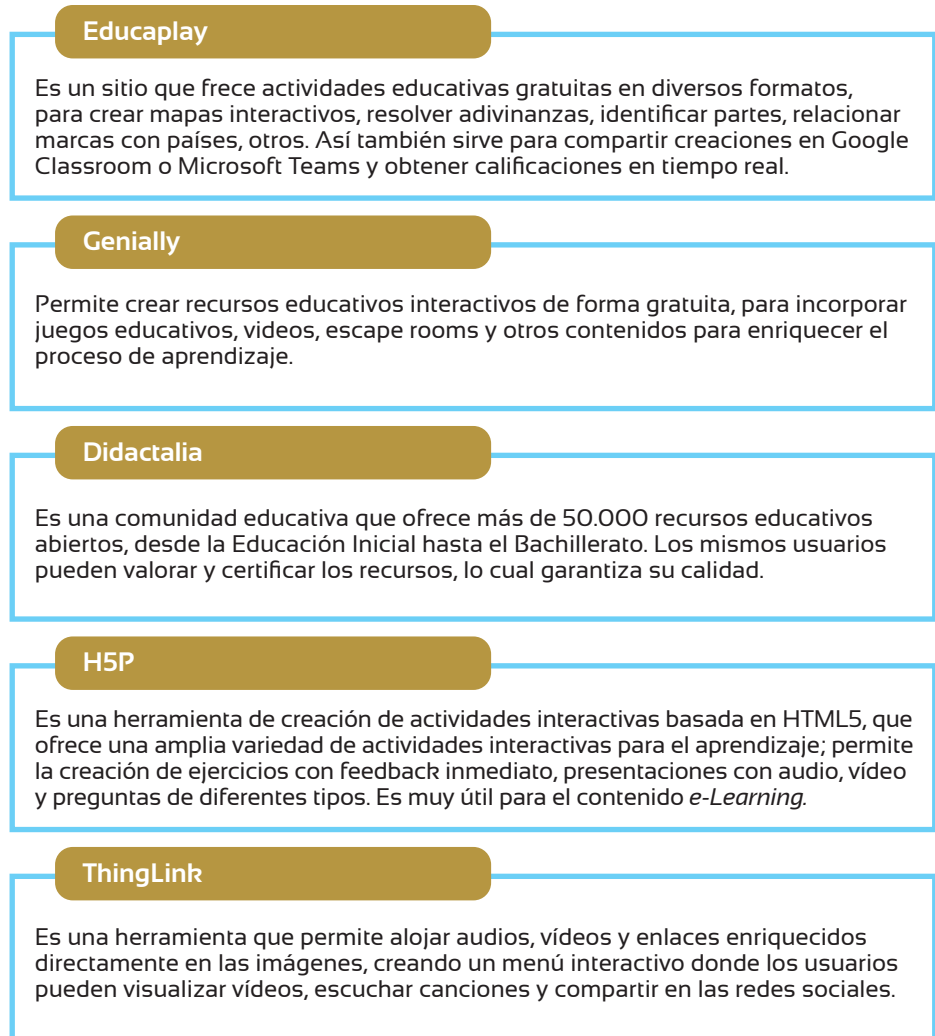 Educaplay
Es un sitio que frece actividades educativas gratuitas en diversos formatos,
para crear mapas interactivos, resolver adivinanzas, identificar partes, relacionar
marcas con países, otros. Así también sirve para compartir creaciones en Google
Classroom o Microsoft Teams y obtener calificaciones en tiempo real.
Genially
Permite crear recursos educativos interactivos de forma gratuita, para incorporar
juegos educativos, videos, escape rooms y otros contenidos para enriquecer el
proceso de aprendizaje.
Didactalia
Es una comunidad educativa que ofrece más de 50.000 recursos educativos
abiertos, desde la Educación Inicial hasta el Bachillerato. Los mismos usuarios
pueden valorar y certificar los recursos, lo cual garantiza su calidad.
H5P
Es una herramienta de creación de actividades interactivas basada en HTML5, que
ofrece una amplia variedad de actividades interactivas para el aprendizaje; permite
la creación de ejercicios con feedback inmediato, presentaciones con audio, vídeo
y preguntas de diferentes tipos. Es muy útil para el contenido e-Learning.
ThingLink
Es una herramienta que permite alojar audios, vídeos y enlaces enriquecidos
directamente en las imágenes, creando un menú interactivo donde los usuarios
pueden visualizar vídeos, escuchar canciones y compartir en las redes sociales.